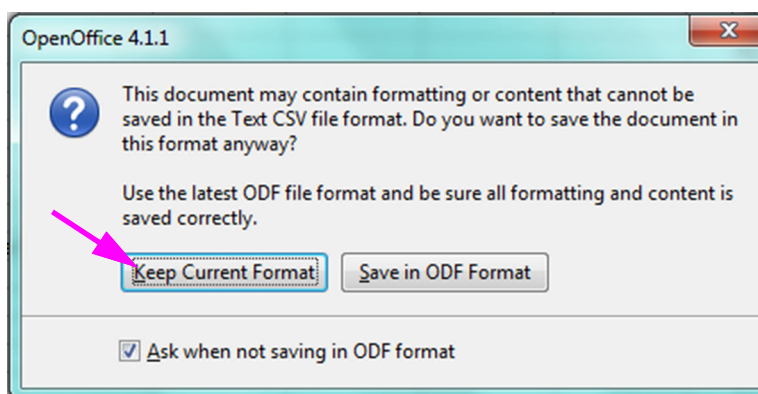 OpenOffice 4.1.1
This document may contain formatting or content that cannot be
saved in the Text CSV file format. Do you want to save the document in
this format anyway?
Use the latest ODF file format and be sure all formatting and content is
saved correctly.
Keep Current Format Save in ODF Format
Ask when not saving in ODF format